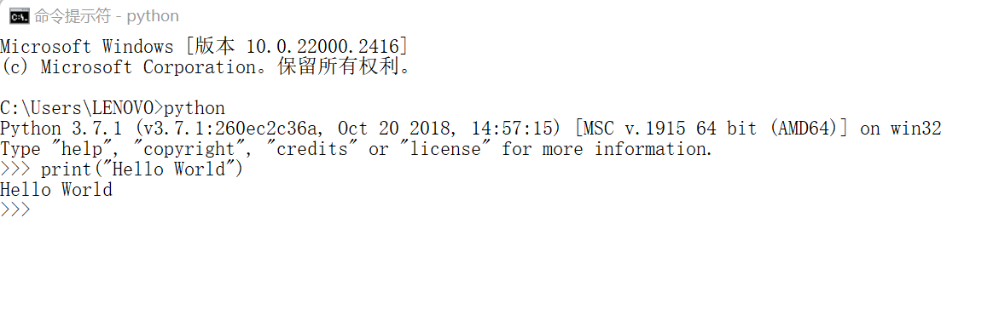 命令提示符 - python
Microsoft Windows [版本 10.0.22000.2416]
(c) Microsoft Corporation。保留所有权利。
C:\Users\LENOVO>python
Python 3.7.1 (v3.7.1:260ec2c36a, Oct 20 2018, 14:57:15) [MSC v.1915 64 bit (AMD64)] on win32
Type "help", "copyright", "credits" or "license" for more information.
>>> print("Hello World")
Hello World
>>>